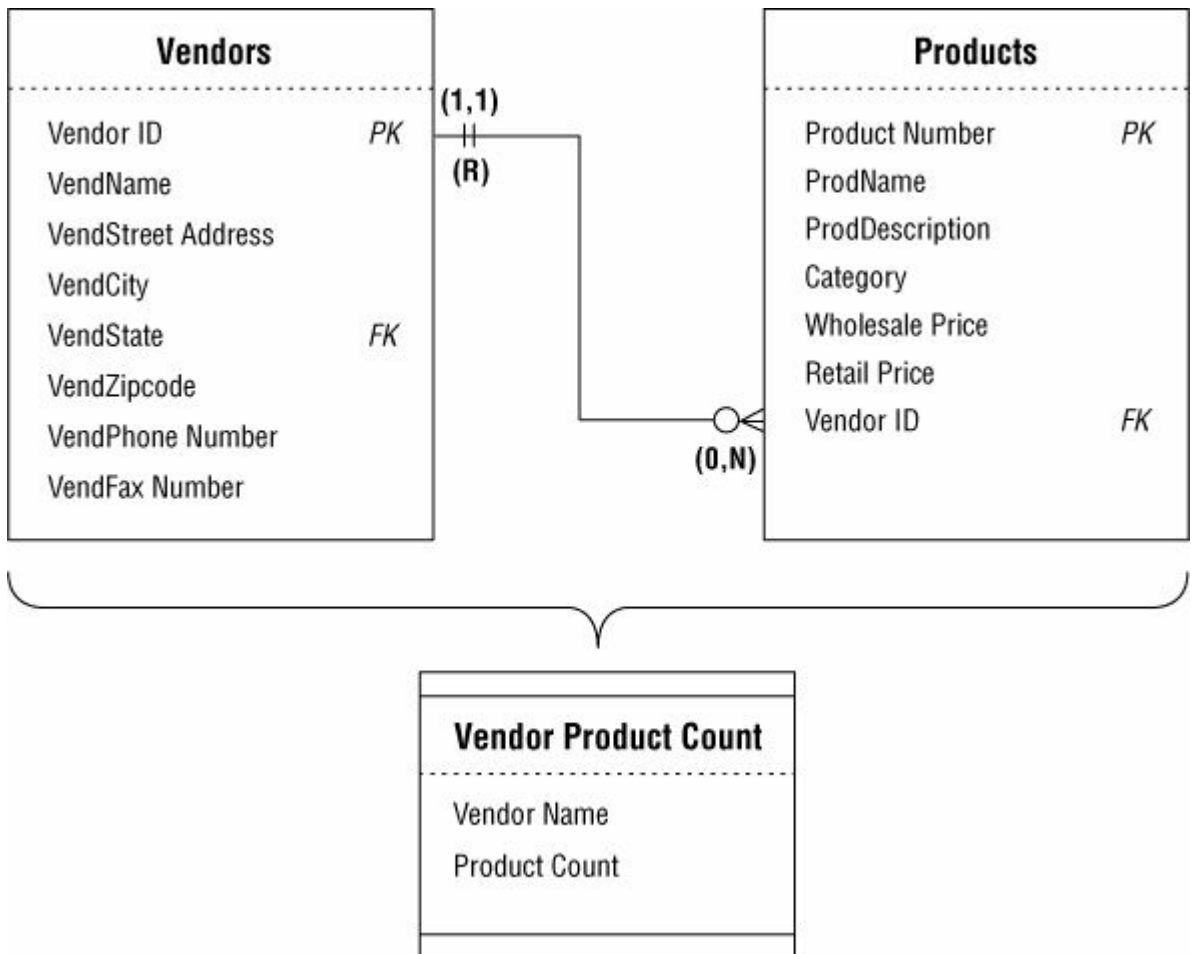 Vendors
Vendor ID PK
VendName
VendStreet Address
VendCity
VendState FK
VendZipcode
VendPhone Number
VendFax Number
(1,1)
(R)
(0,N)
Products
Product Number PK
ProdName
ProdDescription
Category
Wholesale Price
Retail Price
Vendor ID FK
Vendor Product Count
Vendor Name
Product Count